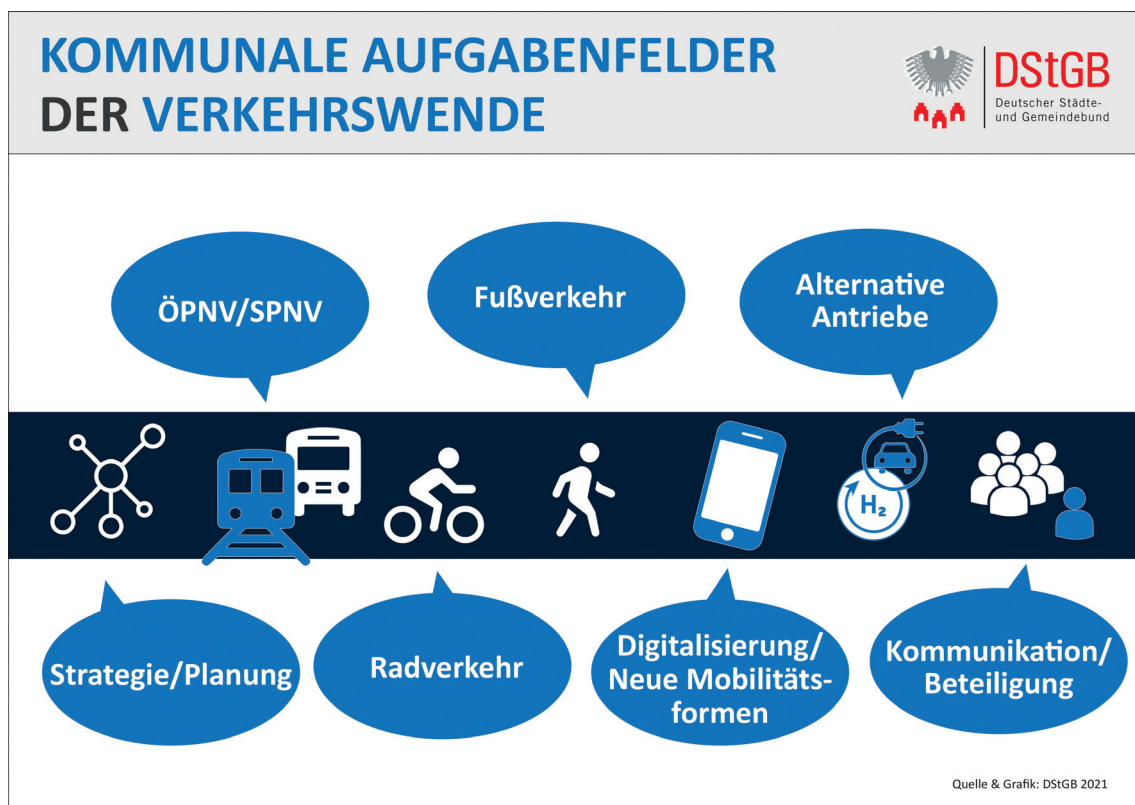 KOMMUNALE AUFGABENFELDER
DER VERKEHRSWENDE
DStGB
Deutscher Städte-
und Gemeindebund
ÖPNV/SPNV
Fußverkehr
Alternative
Antriebe
H₂
Strategie/Planung
Radverkehr
Digitalisierung/
Neue Mobilitäts-
formen
Kommunikation/
Beteiligung
Quelle & Grafik: DStGB 2021